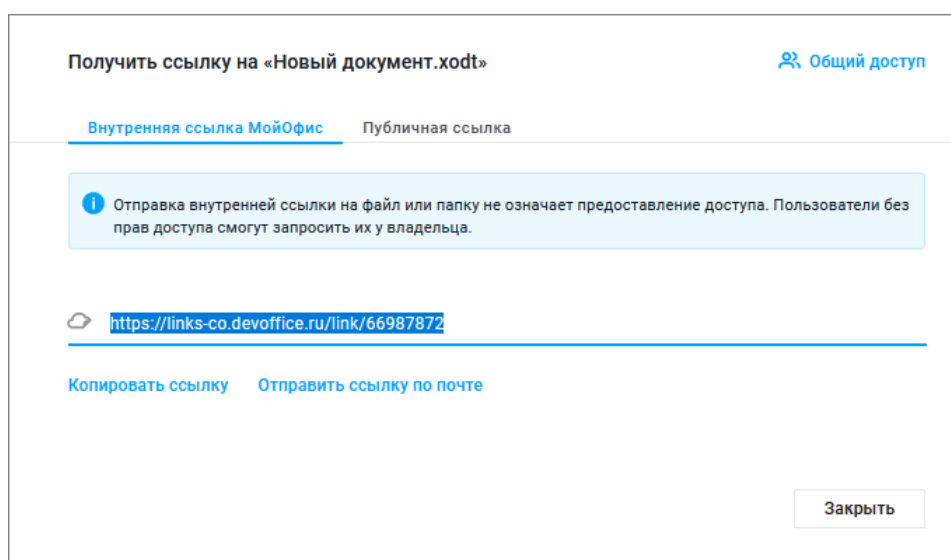 Получить ссылку на «Новый документ.xodt»
Общий доступ
Внутренняя ссылка МойОфис
Публичная ссылка
Отправка внутренней ссылки на файл или папку не означает предоставление доступа. Пользователи без
прав доступа смогут запросить их у владельца.
https://links-co.devoffice.ru/link/66987872
Копировать ссылку
Отправить ссылку по почте
Закрыть